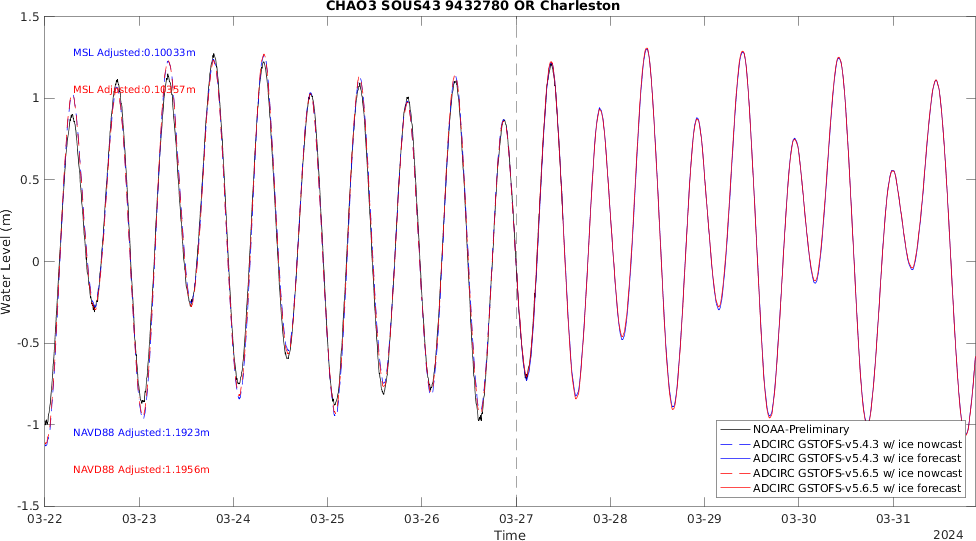 CHAO3 SOUS43 9432780 OR Charleston
1.5
1
0.5
0
-0.5
-1
-1.5
Water Level (m)
MSL Adjusted:0.10033m
MSL Adjusted:0.10357m
NAVD88 Adjusted:1.1923m
NAVD88 Adjusted:1.1956m
NOAA-Preliminary
ADCIRC GSTOFS-v5.4.3 w/ ice nowcast
ADCIRC GSTOFS-v5.4.3 w/ ice forecast
ADCIRC GSTOFS-v5.6.5 w/ ice nowcast
ADCIRC GSTOFS-v5.6.5 w/ ice forecast
03-22 03-23 03-24 03-25 03-26 03-27 03-28 03-29 03-30 03-31
Time
2024